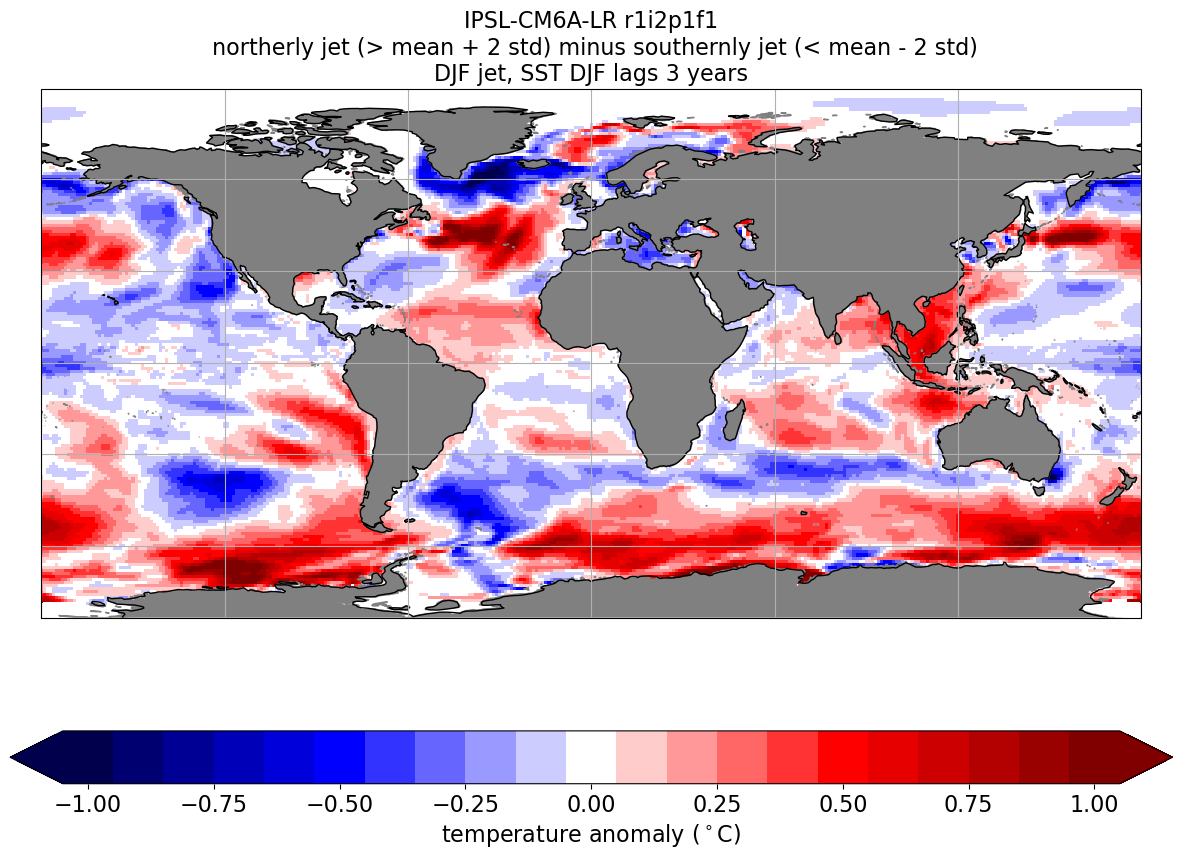 IPSL-CM6A-LR r1i2p1f1
northerly jet (> mean + 2 std) minus southernly jet (< mean - 2 std)
DJF jet, SST DJF lags 3 years
−1.00 −0.75 −0.50 −0.25 0.00 0.25 0.50 0.75 1.00
temperature anomaly (°C)